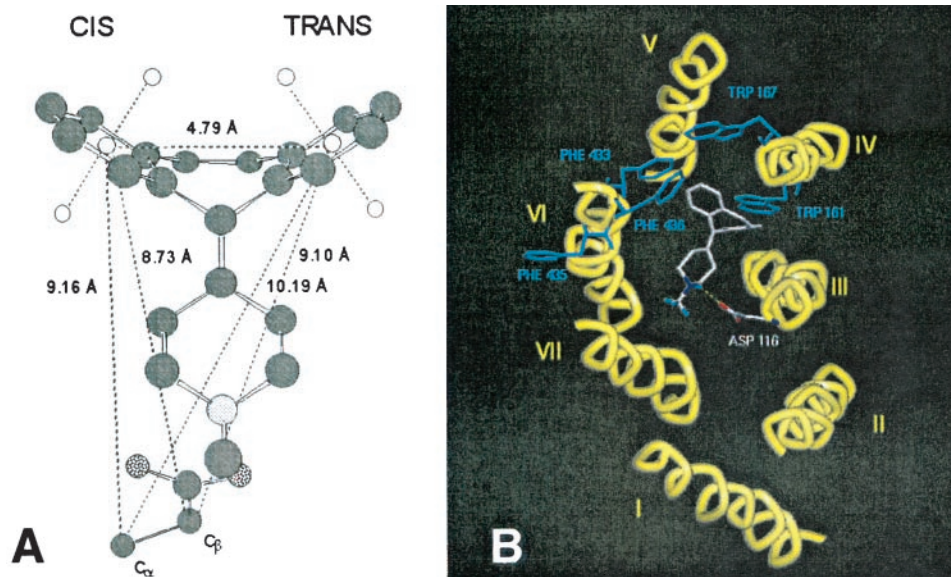 CIS
TRANS
4.79 Å
8.73 Å
9.10 Å
9.16 Å
10.19 Å
Cβ
Cα
A
V
TRP 167
IV
PHE 433
VI
PHE 436
TRP 161
PHE 435
III
ASP 116
VII
II
I
B